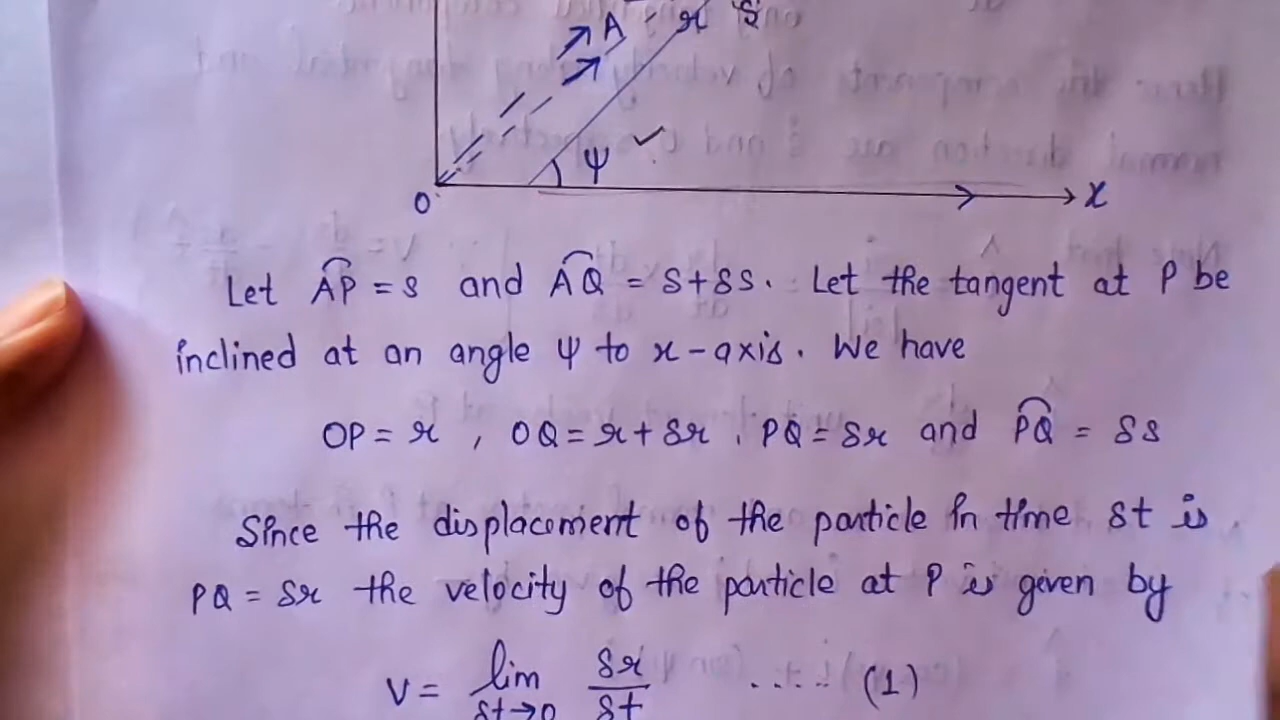 A r S
ψ ✓
O x
Let A͡P = s and A͡Q = s+δs. Let the tangent at P be
inclined at an angle ψ to x-axis. We have
OP = r, OQ = r + δr, PQ = δr and P͡Q = δs
Since the displacement of the particle in time δt is
PQ = δr the velocity of the particle at P is given by
V = lim δr .... (1)
δt→0 δt